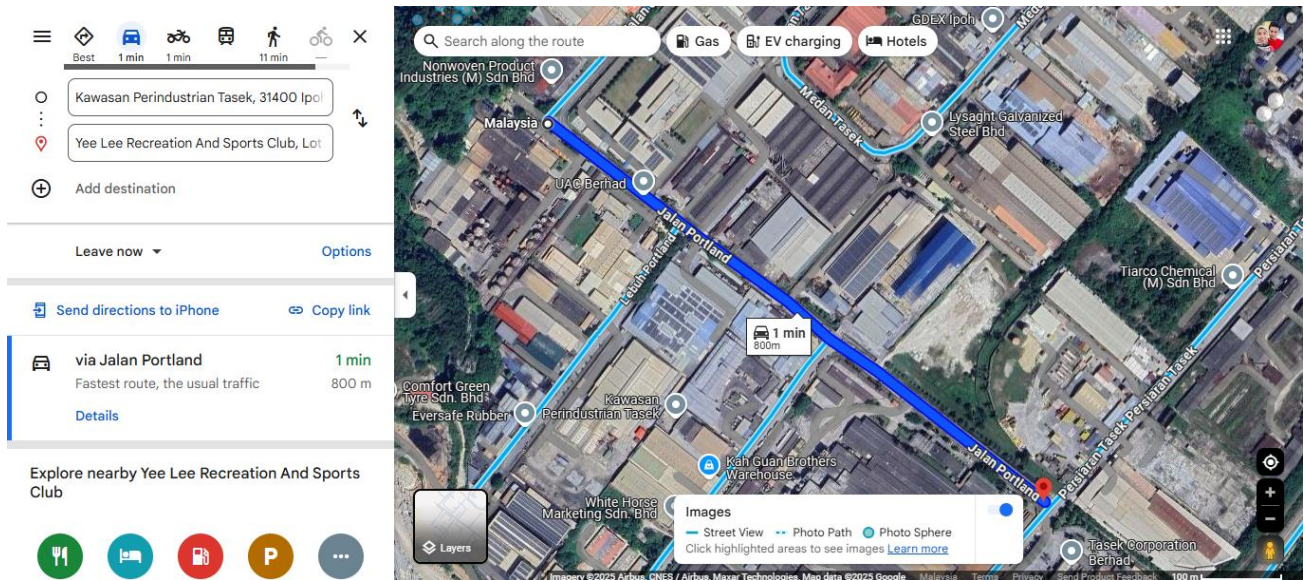 Best
1 min
1 min
11 min
—
Kawasan Perindustrian Tasek, 31400 Ipo
Yee Lee Recreation And Sports Club, Lot
Add destination
Leave now
Options
Send directions to iPhone
Copy link
via Jalan Portland
1 min
Fastest route, the usual traffic
800 m
Details
Explore nearby Yee Lee Recreation And Sports
Club
P
Search along the route
Gas
EV charging
Hotels
GDEX Ipoh
Nonwoven Product
Industries (M) Sdn Bhd
Malaysia
Medan Tasek
Lysaght Galvanized
Steel Bhd
UAC Berhad
Jalan Portland
Lebuh Portland
Tiarco Chemical
(M) Sdn Bhd
1 min
800m
Comfort Green
Tyre Sdn. Bhd
Eversafe Rubber
Kawasan
Perindustrian Tasek
Persiaran Tasek
Persiaran Tasek
Kah Guan Brothers
Warehouse
Jalan Portland
White Horse
Marketing Sdn. Bhd
Layers
Images
Street View
Photo Path
Photo Sphere
Click highlighted areas to see images Learn more
Tasek Corporation
Berhad
Imagery ©2025 Airbus, CNES / Airbus, Maxar Technologies, Map data ©2025 Google
Malaysia
Terms
Privacy
Send Product Feedback
100 m